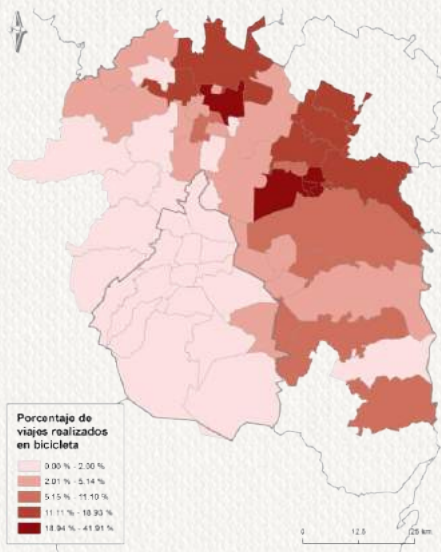 Porcentaje de
viajes realizados
en bicicleta
0.00 % - 2.00 %
2.01 % - 5.14 %
5.15 % - 11.10 %
11.11 % - 18.93 %
18.94 % - 41.91 %
0 12.5 25 km